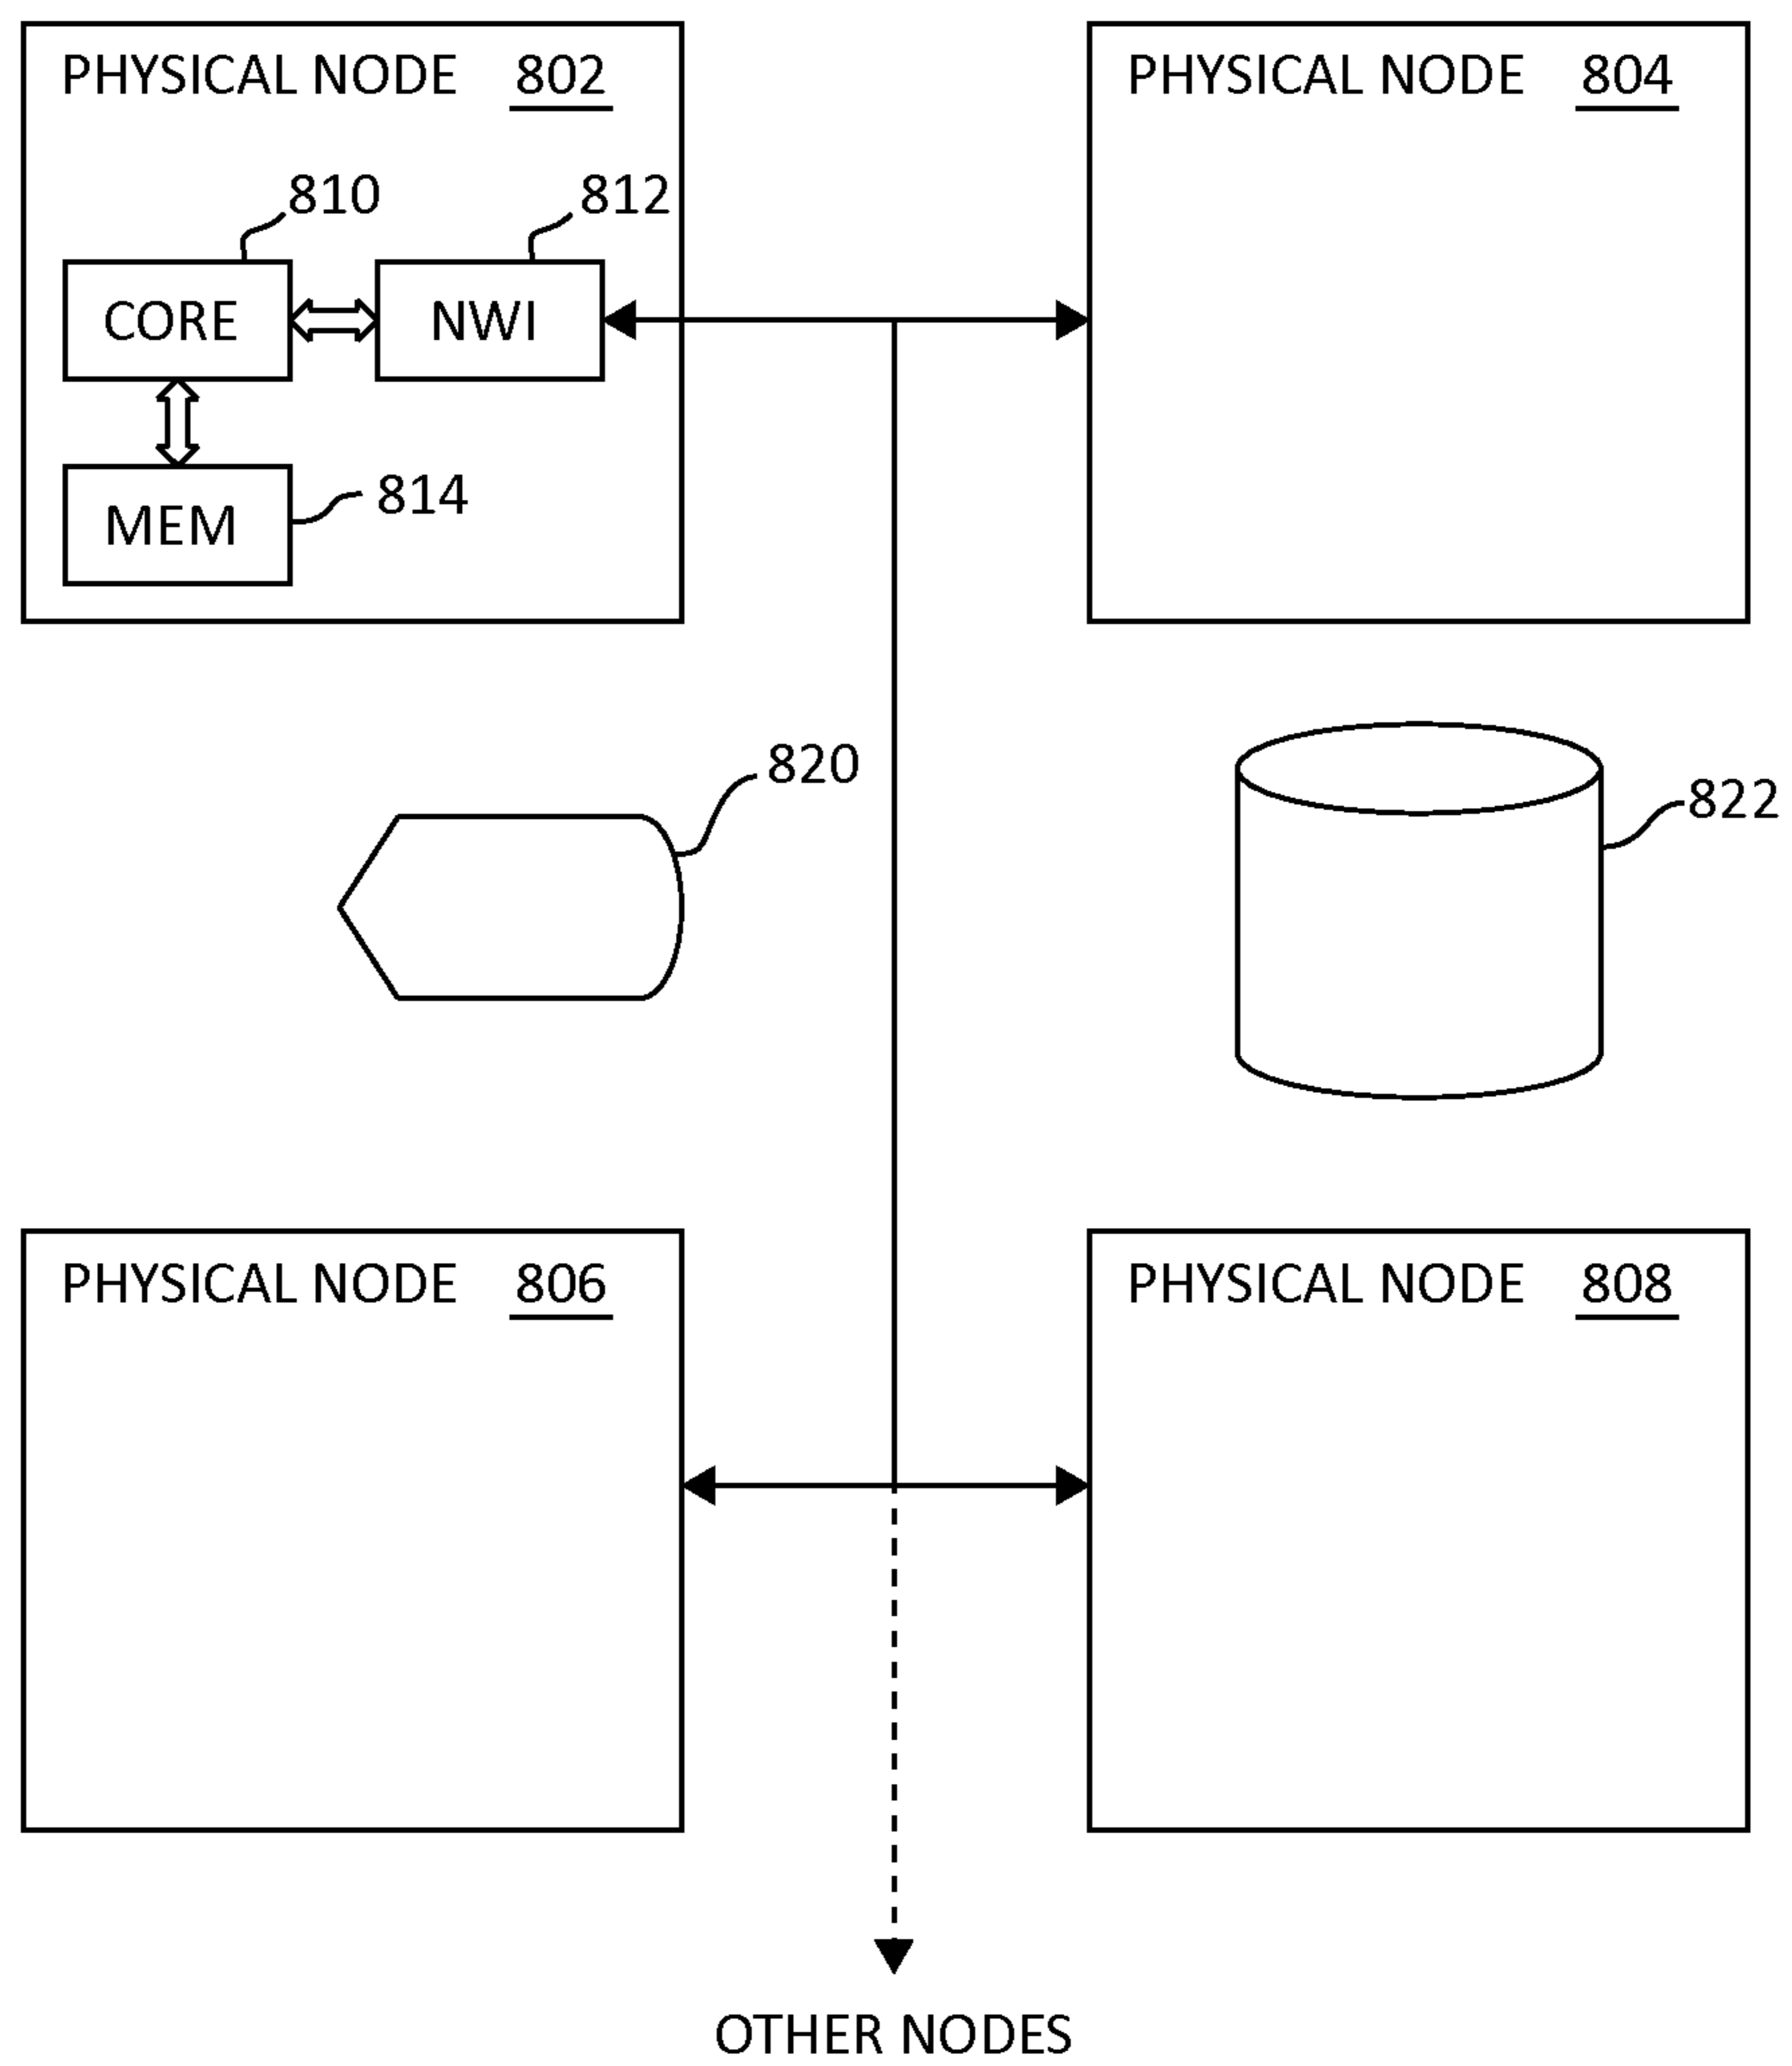 PHYSICAL NODE 802
PHYSICAL NODE 804
810
812
CORE
NWI
MEM
814
820
822
PHYSICAL NODE 806
PHYSICAL NODE 808
OTHER NODES